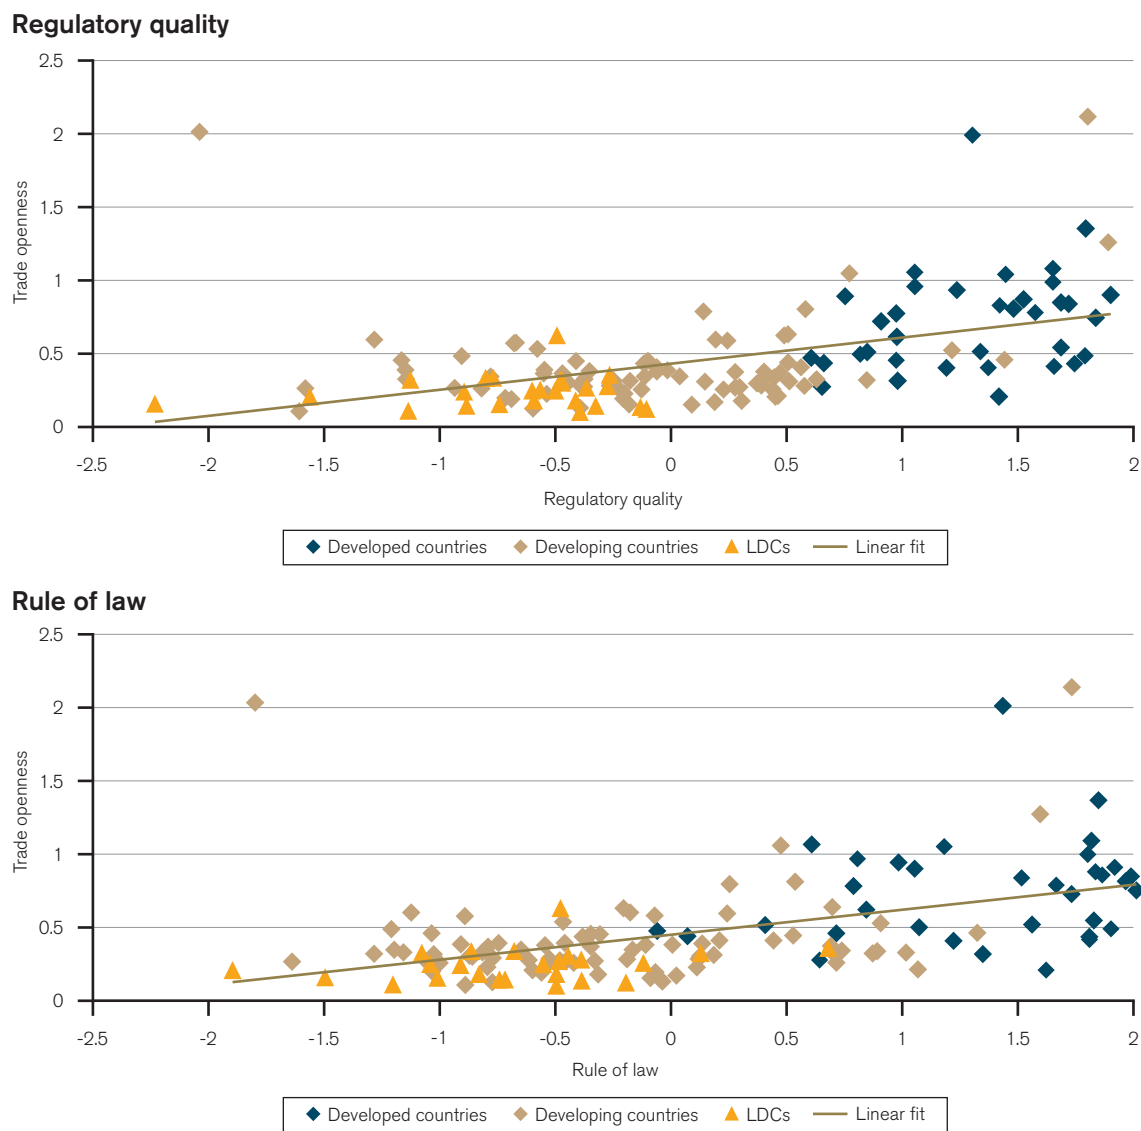 Regulatory quality
2.5
2
1.5
1
0.5
0
Trade openness
-2.5 -2 -1.5 -1 -0.5 0 0.5 1 1.5 2
Regulatory quality
Developed countries Developing countries LDCs Linear fit
Rule of law
2.5
2
1.5
1
0.5
0
Trade openness
-2.5 -2 -1.5 -1 -0.5 0 0.5 1 1.5 2
Rule of law
Developed countries Developing countries LDCs Linear fit